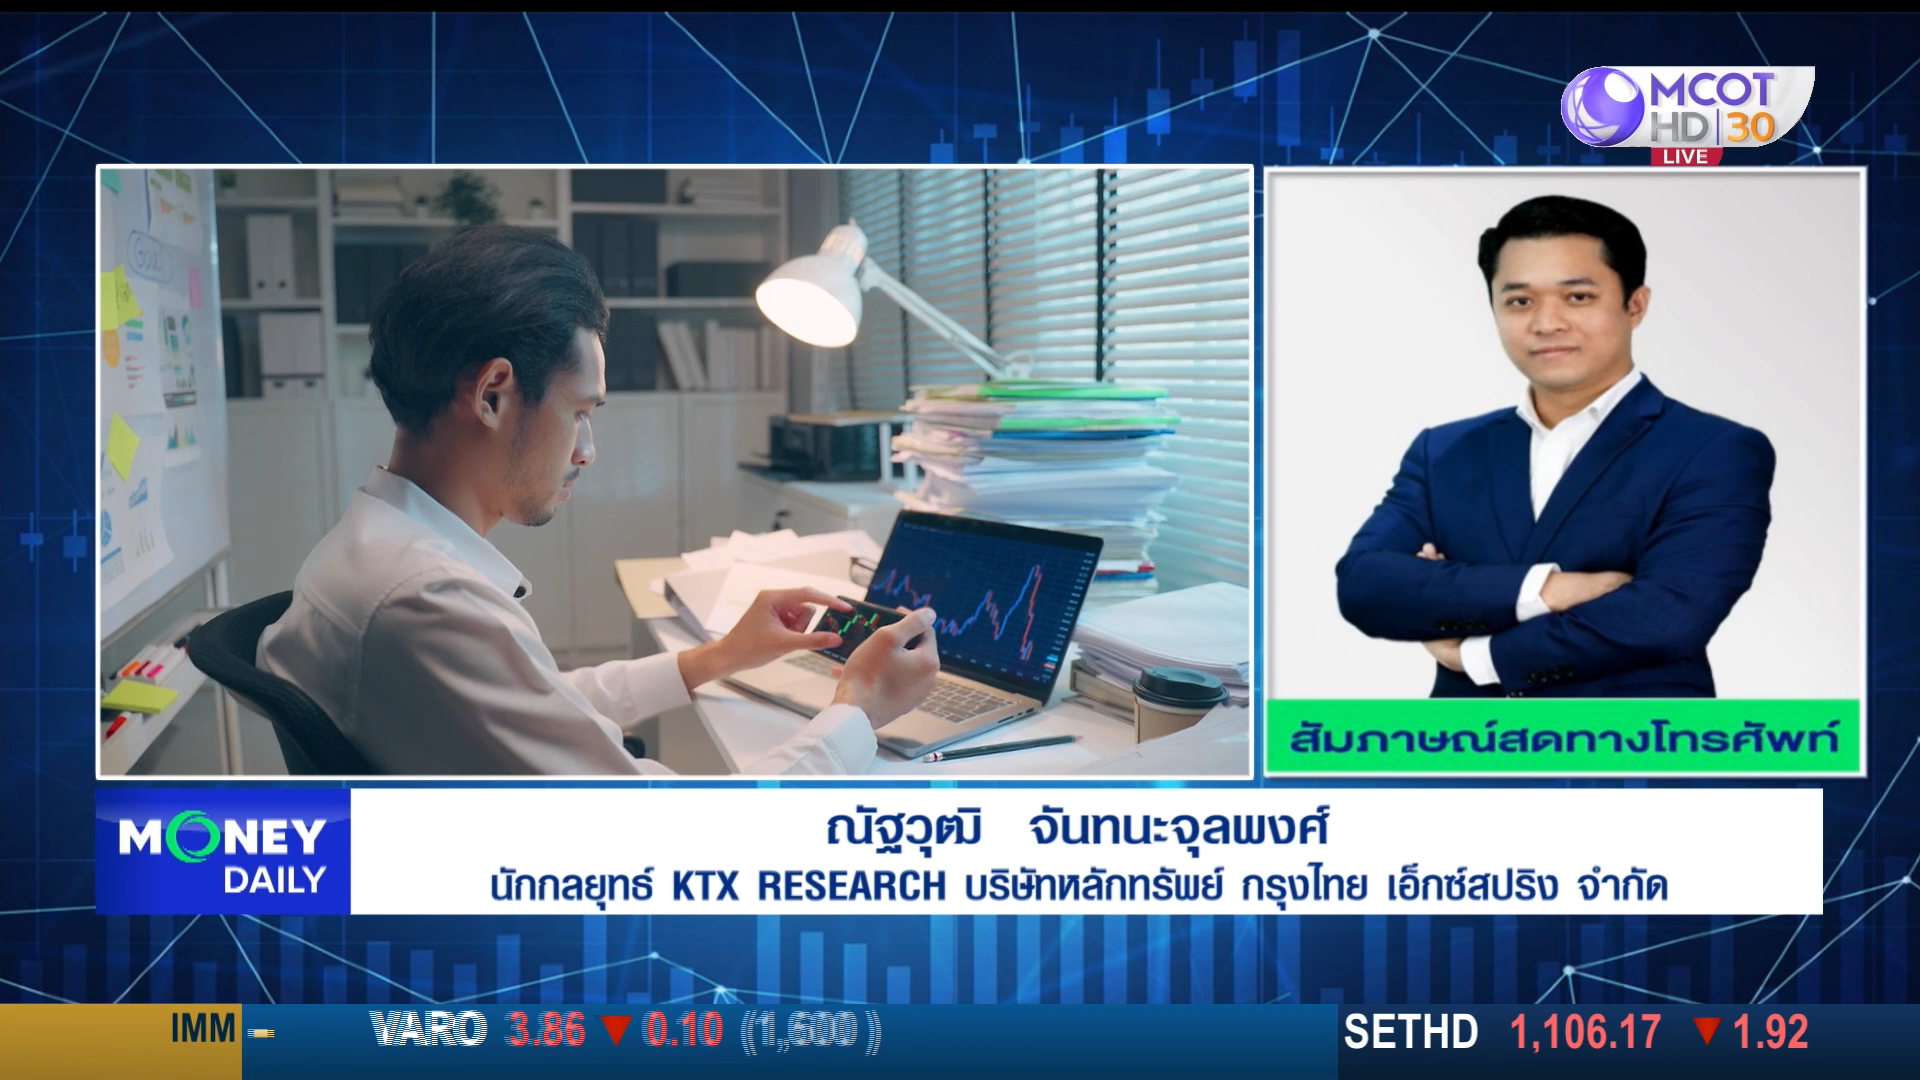 MCOT
HD 30
LIVE
Goal
สัมภาษณ์สดทางโทรศัพท์
MONEY
DAILY
ณัฐวุฒิ จันทนะจุลพงศ์
นักกลยุทธ์ KTX RESEARCH บริษัทหลักทรัพย์ กรุงไทย เอ็กซ์สปริง จำกัด
IMM VARO 3.86 ▼ 0.10 (1,600) SETHD 1,106.17 ▼ 1.92